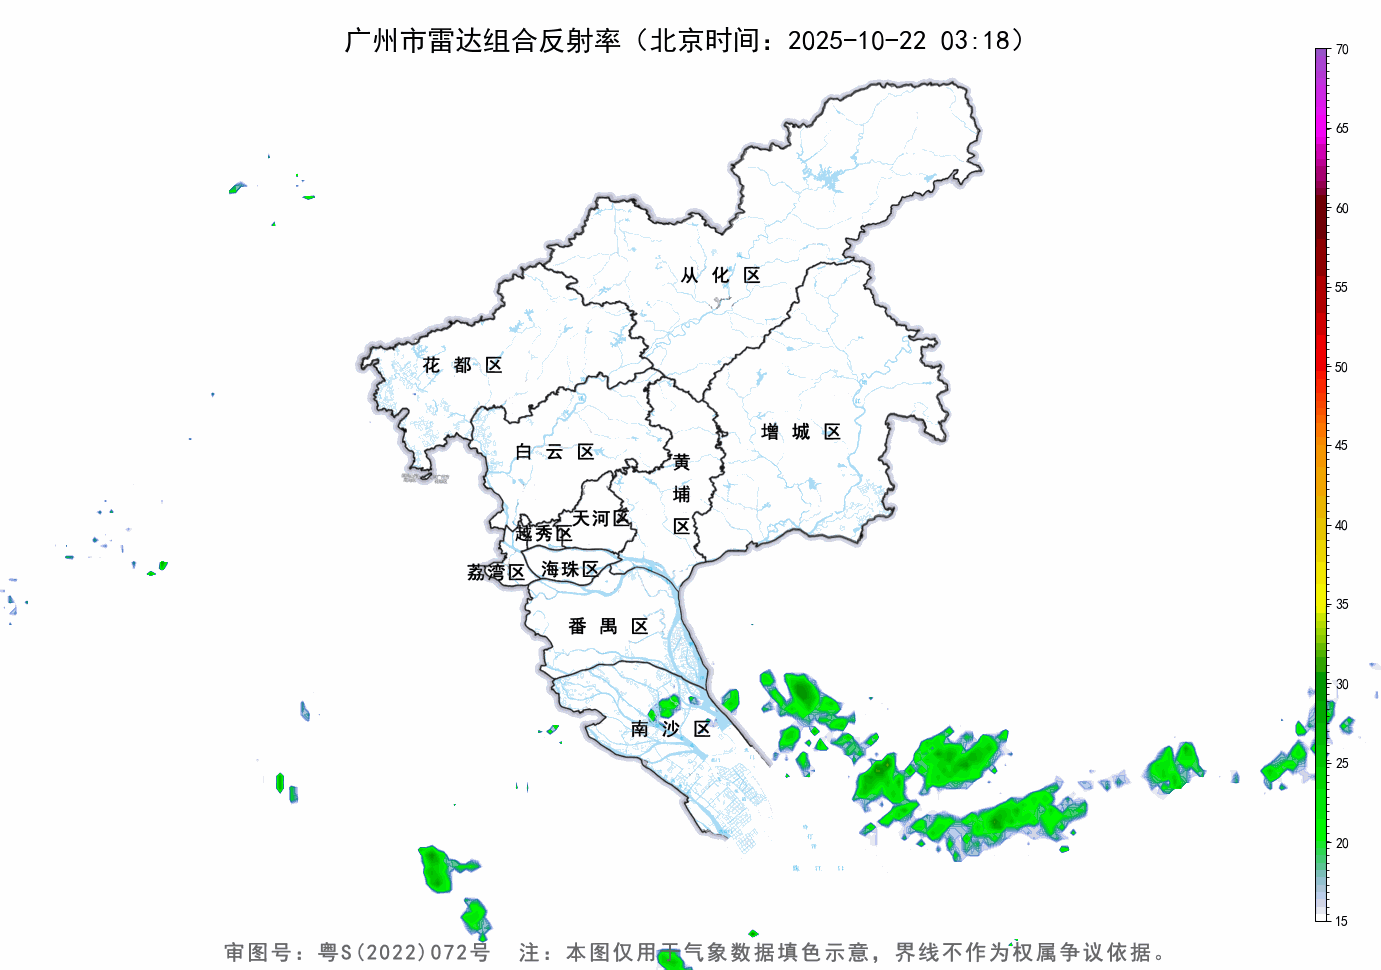 广州市雷达组合反射率（北京时间：2025-10-22 03:18）
70
65
60
55
50
45
40
35
30
25
20
15
从化区
花都区
增城区
白云区
黄埔区
天河区
越秀区
海珠区
荔湾区
番禺区
南沙区
审图号：粤S(2022)072号 注：本图仅用于气象数据填色示意，界线不作为权属争议依据。